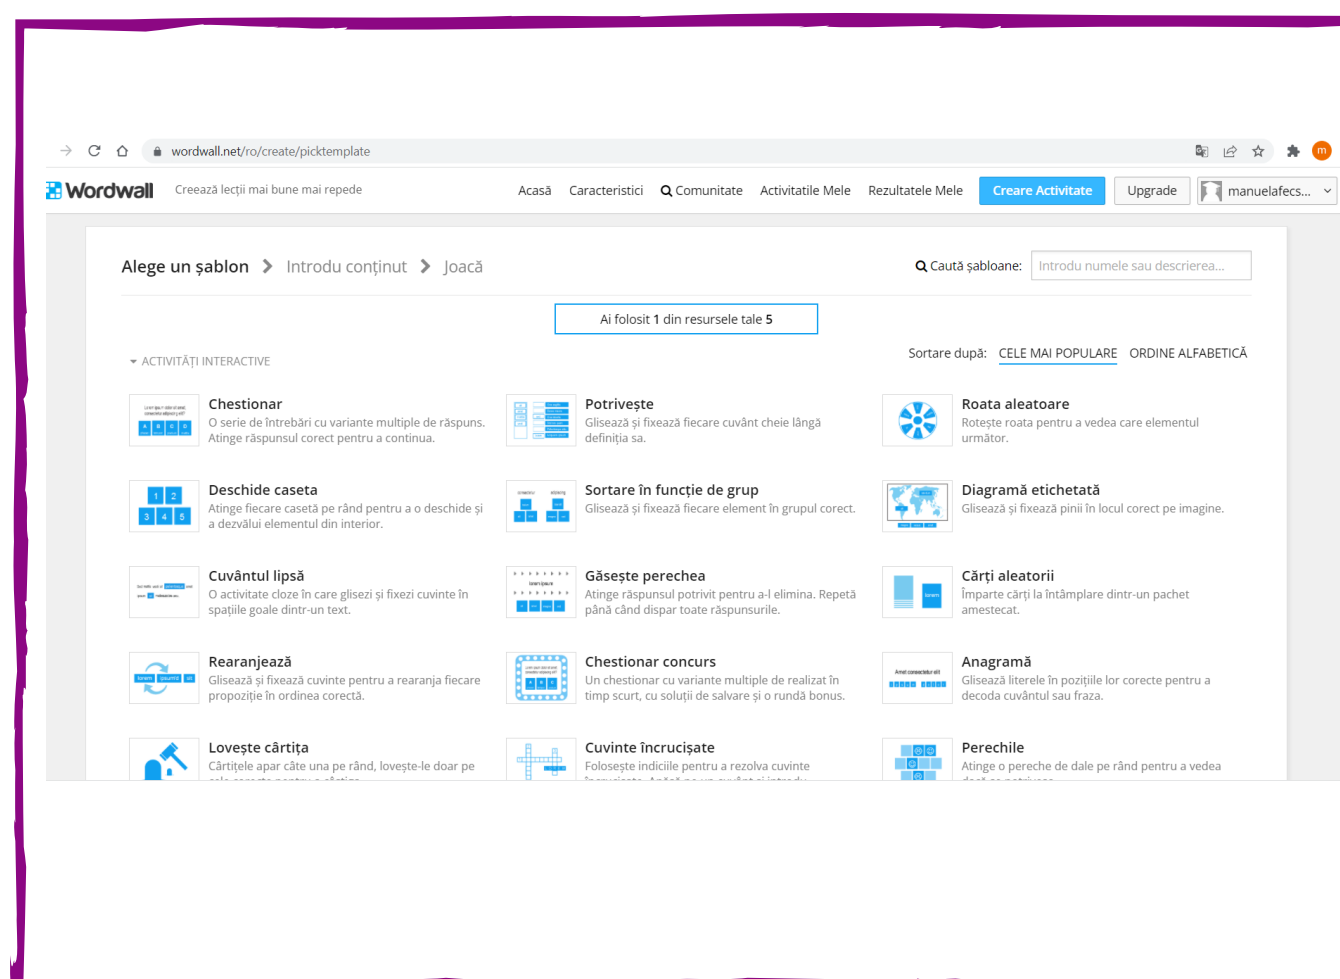 wordwall.net/ro/create/picktemplate
m
Wordwall Creează lecții mai bune mai repede Acasă Caracteristici Comunitate Activitatile Mele Rezultatele Mele Creare Activitate Upgrade manuelafecs...
Alege un șablon Introdu conținut Joacă Caută șabloane: Introdu numele sau descrierea...
Ai folosit 1 din resursele tale 5
ACTIVITĂȚI INTERACTIVE Sortare după: CELE MAI POPULARE ORDINE ALFABETICĂ
Chestionar
O serie de întrebări cu variante multiple de răspuns.
Atinge răspunsul corect pentru a continua.
Potrivește
Glisează și fixează fiecare cuvânt cheie lângă
definiția sa.
Roata aleatoare
Rotește roata pentru a vedea care elementul
următor.
1 2
3 4 5
Deschide caseta
Atinge fiecare casetă pe rând pentru a o deschide și
a dezvălui elementul din interior.
Sortare în funcție de grup
Glisează și fixează fiecare element în grupul corect.
Diagramă etichetată
Glisează și fixează pinii în locul corect pe imagine.
Cuvântul lipsă
O activitate cloze în care glisezi și fixezi cuvinte în
spațiile goale dintr-un text.
Găsește perechea
Atinge răspunsul potrivit pentru a-l elimina. Repetă
până când dispar toate răspunsurile.
Cărți aleatorii
Împarte cărți la întâmplare dintr-un pachet
amestecat.
Rearanjează
Glisează și fixează cuvinte pentru a rearanja fiecare
propoziție în ordinea corectă.
Chestionar concurs
Un chestionar cu variante multiple de realizat în
timp scurt, cu soluții de salvare și o rundă bonus.
Anagramă
Glisează literele în pozițiile lor corecte pentru a
decoda cuvântul sau fraza.
Lovește cârtița
Cârtițele apar câte una pe rând, lovește-le doar pe
Cuvinte încrucișate
Folosește indiciile pentru a rezolva cuvinte
Perechile
Atinge o pereche de dale pe rând pentru a vedea